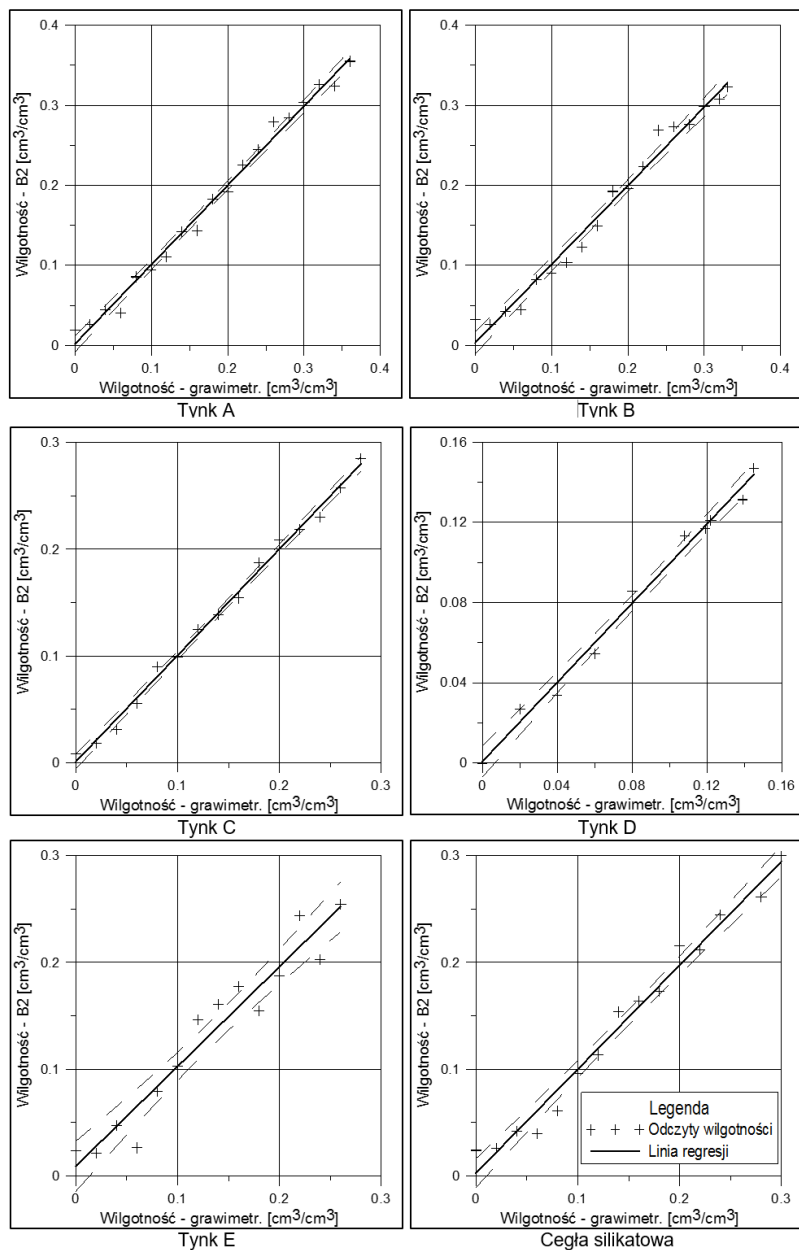 0.4
0.3
0.2
0.1
0
Wilgotność - B2 [cm³/cm³]
0 0.1 0.2 0.3 0.4
Wilgotność - grawimetr. [cm³/cm³]
Tynk A
0.4
0.3
0.2
0.1
0
Wilgotność - B2 [cm³/cm³]
0 0.1 0.2 0.3 0.4
Wilgotność - grawimetr. [cm³/cm³]
Tynk B
0.3
0.2
0.1
0
Wilgotność - B2 [cm³/cm³]
0 0.1 0.2 0.3
Wilgotność - grawimetr. [cm³/cm³]
Tynk C
0.16
0.12
0.08
0.04
0
Wilgotność - B2 [cm³/cm³]
0 0.04 0.08 0.12 0.16
Wilgotność - grawimetr. [cm³/cm³]
Tynk D
0.3
0.2
0.1
0
Wilgotność - B2 [cm³/cm³]
0 0.1 0.2 0.3
Wilgotność - grawimetr. [cm³/cm³]
Tynk E
0.3
0.2
0.1
0
Wilgotność - B2 [cm³/cm³]
Legenda
Odczyty wilgotności
Linia regresji
0 0.1 0.2 0.3
Wilgotność - grawimetr. [cm³/cm³]
Cegła silikatowa